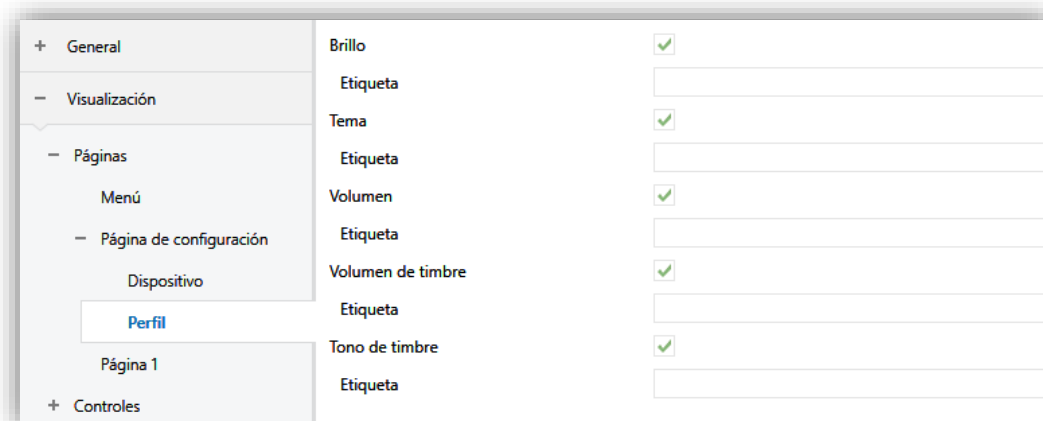 General
Visualización
Páginas
Menú
Página de configuración
Dispositivo
Perfil
Página 1
Controles
Brillo
Etiqueta
Tema
Etiqueta
Volumen
Etiqueta
Volumen de timbre
Etiqueta
Tono de timbre
Etiqueta